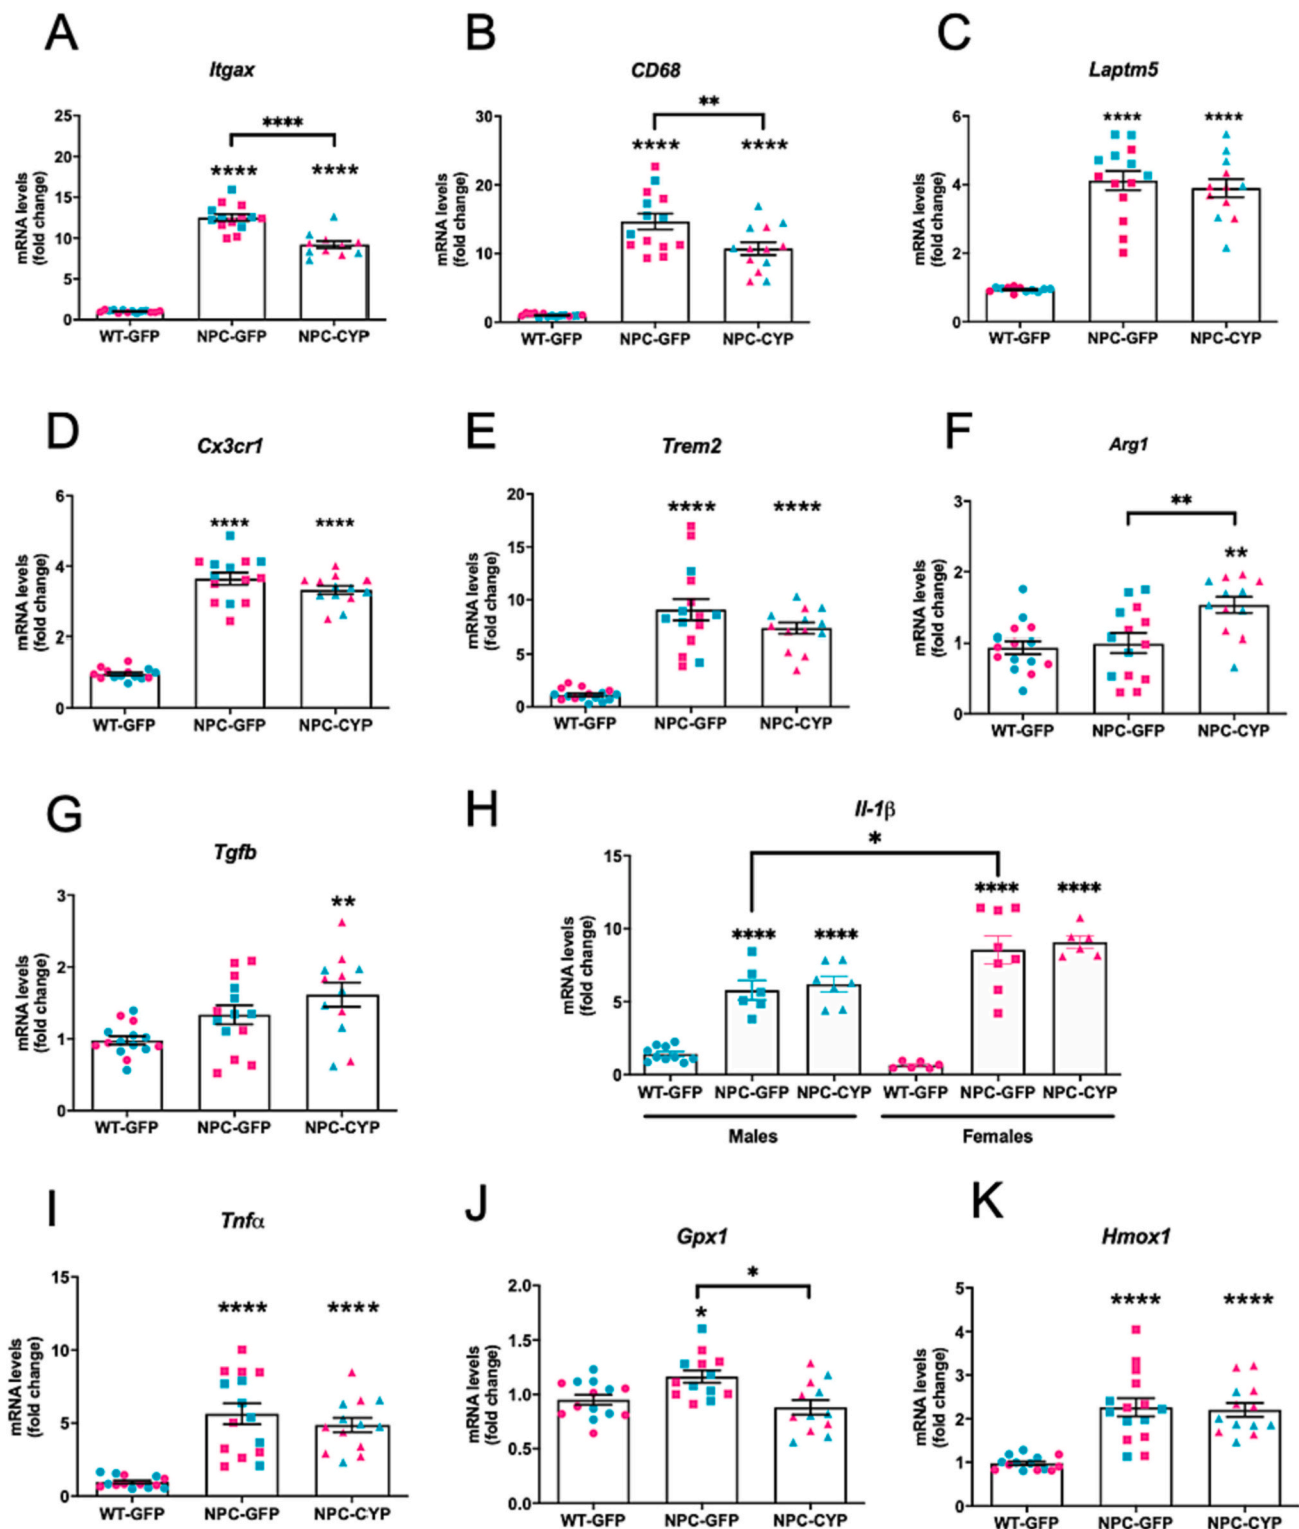 A
Itgax
mRNA levels
(fold change)
25
20
15
10
5
0
****
****
****
WT-GFP NPC-GFP NPC-CYP
B
CD68
mRNA levels
(fold change)
30
20
10
0
**
****
****
WT-GFP NPC-GFP NPC-CYP
C
Laptm5
mRNA levels
(fold change)
6
4
2
0
****
****
WT-GFP NPC-GFP NPC-CYP
D
Cx3cr1
mRNA levels
(fold change)
6
4
2
0
****
****
WT-GFP NPC-GFP NPC-CYP
E
Trem2
mRNA levels
(fold change)
20
15
10
5
0
****
****
WT-GFP NPC-GFP NPC-CYP
F
Arg1
mRNA levels
(fold change)
3
2
1
0
**
**
WT-GFP NPC-GFP NPC-CYP
G
Tgfb
mRNA levels
(fold change)
3
2
1
0
**
WT-GFP NPC-GFP NPC-CYP
H
Il-1β
mRNA levels
(fold change)
15
10
5
0
*
****
****
****
****
WT-GFP NPC-GFP NPC-CYP WT-GFP NPC-GFP NPC-CYP
Males Females
I
Tnfα
mRNA levels
(fold change)
15
10
5
0
****
****
WT-GFP NPC-GFP NPC-CYP
J
Gpx1
mRNA levels
(fold change)
2.0
1.5
1.0
0.5
0.0
*
*
WT-GFP NPC-GFP NPC-CYP
K
Hmox1
mRNA levels
(fold change)
5
4
3
2
1
0
****
****
WT-GFP NPC-GFP NPC-CYP